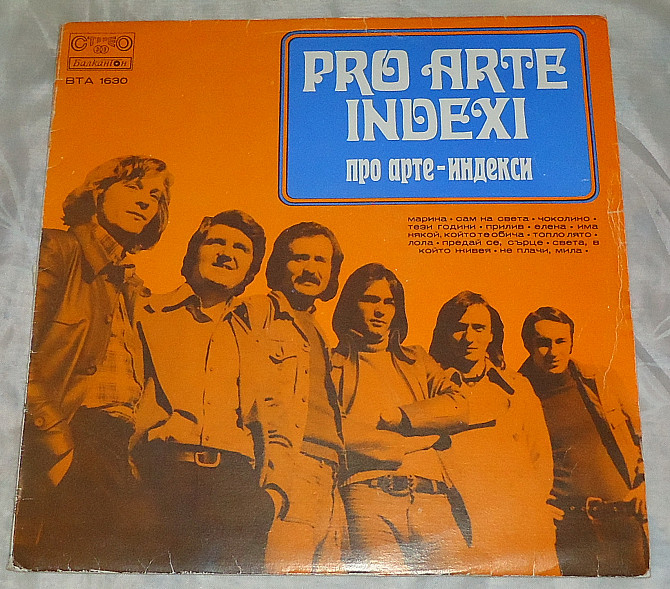 СТЕРЕО
Балкантон
ВТА 1630
PRO ARTE
INDEXI
про арте-индекси
марина • сам на света • чоколино •
тези години • прилив • елена • има
някой, който те обича • топло лято •
лола • предай се, сърце • света, в
който живея • не плачи, мила •